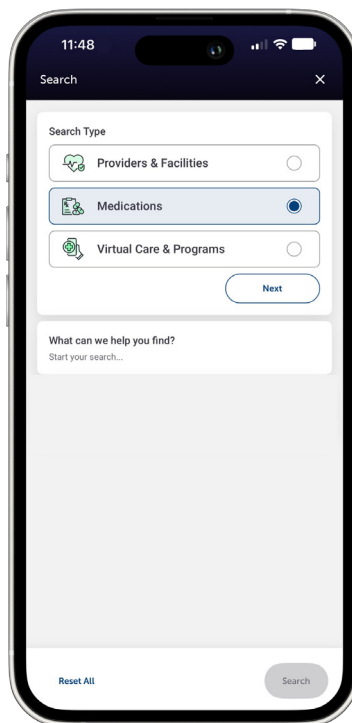 11:48
Search
Search Type
Providers & Facilities
Medications
Virtual Care & Programs
Next
What can we help you find?
Start your search...
Reset All
Search